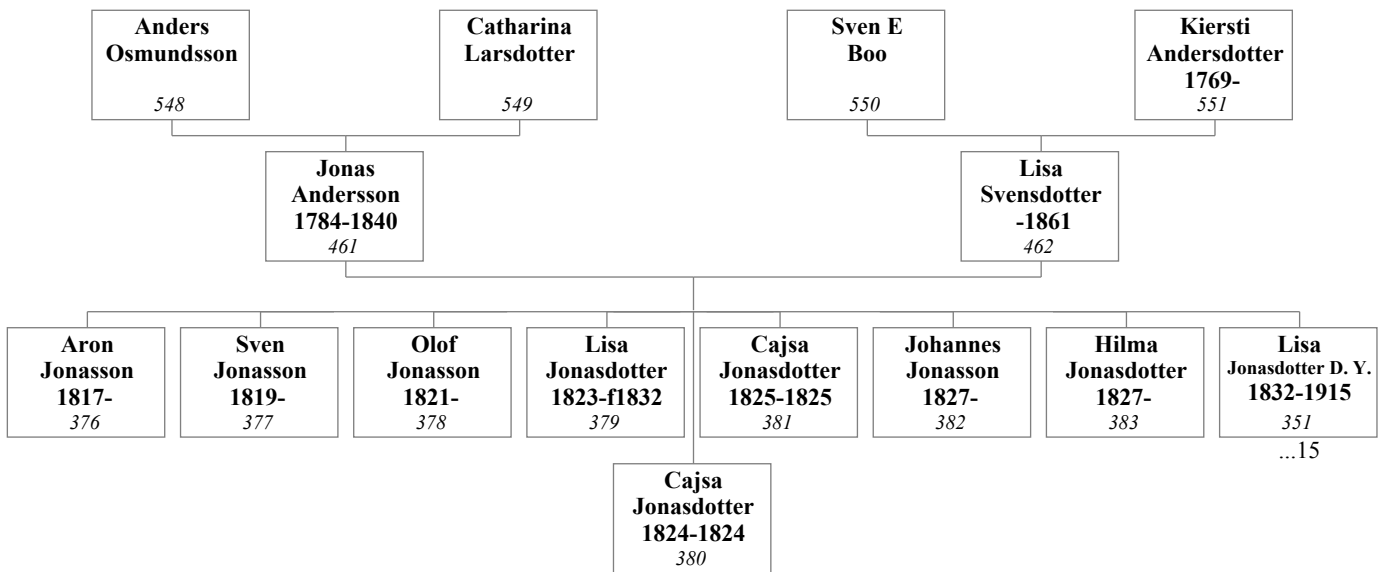 Anders
Osmundsson
548
Catharina
Larsdotter
549
Sven E
Boo
550
Kiersti
Andersdotter
1769-
551
Jonas
Andersson
1784-1840
461
Lisa
Svensdotter
-1861
462
Aron
Jonasson
1817-
376
Sven
Jonasson
1819-
377
Olof
Jonasson
1821-
378
Lisa
Jonasdotter
1823-f1832
379
Cajsa
Jonasdotter
1825-1825
381
Johannes
Jonasson
1827-
382
Hilma
Jonasdotter
1827-
383
Lisa
Jonasdotter D. Y.
1832-1915
351
...15
Cajsa
Jonasdotter
1824-1824
380